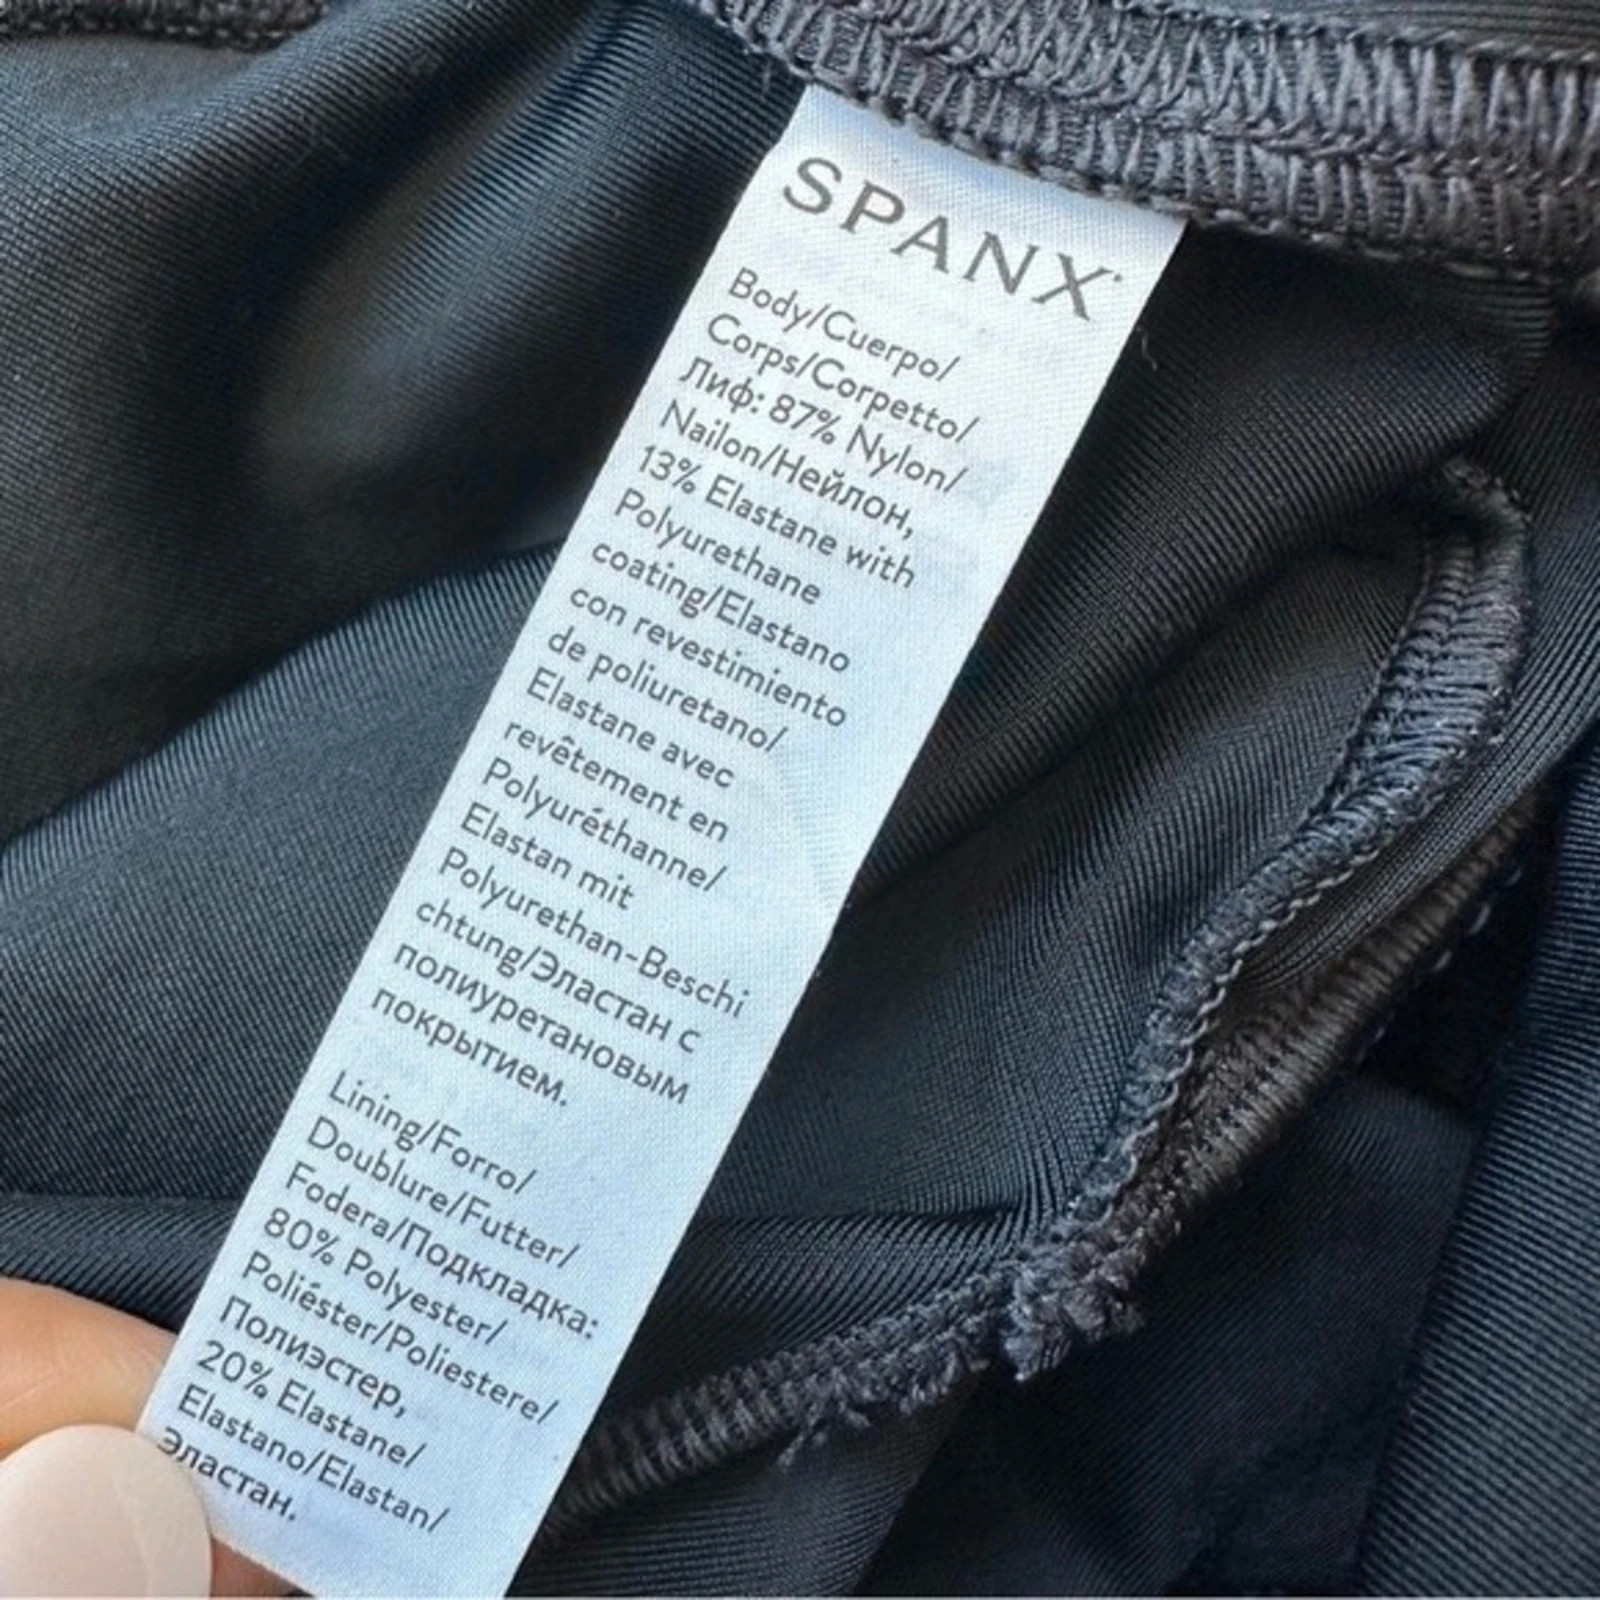 SPANX
Body/Cuerpo/
Corps/Corpetto/
Лиф: 87% Nylon/
Nailon/Нейлон,
13% Elastane with
Polyurethane
coating/Elastano
con revestimiento
de poliuretano/
Elastane avec
revêtement en
Polyuréthanne/
Elastan mit
Polyurethan-Beschi
chtung/Эластан с
полиуретановым
покрытием.
Lining/Forro/
Doublure/Futter/
Fodera/Подкладка:
80% Polyester/
Poliéster/Poliestere/
Полиэстер,
20% Elastane/
Elastano/Elastan/
Эластан.